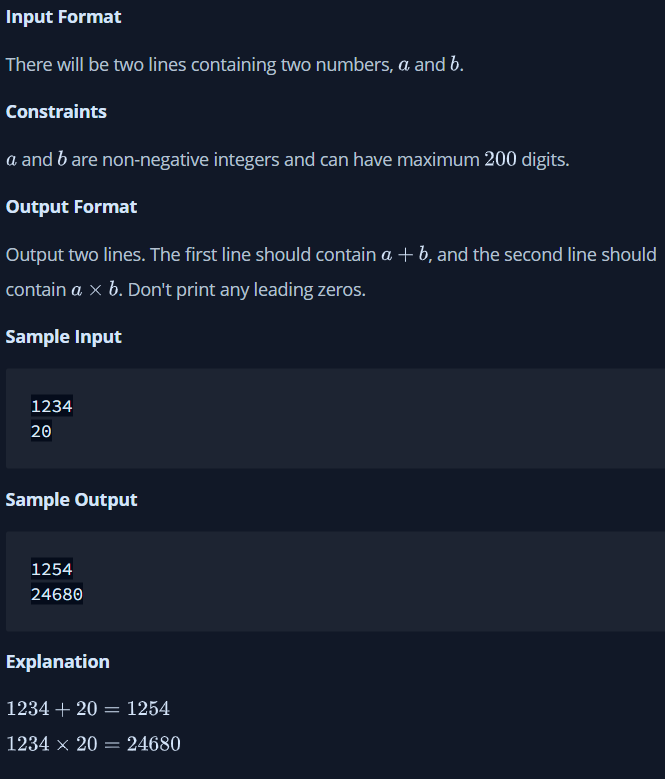 Input Format
There will be two lines containing two numbers, a and b.
Constraints
a and b are non-negative integers and can have maximum 200 digits.
Output Format
Output two lines. The first line should contain a + b, and the second line should
contain a × b. Don't print any leading zeros.
Sample Input
1234
20
Sample Output
1254
24680
Explanation
1234 + 20 = 1254
1234 × 20 = 24680